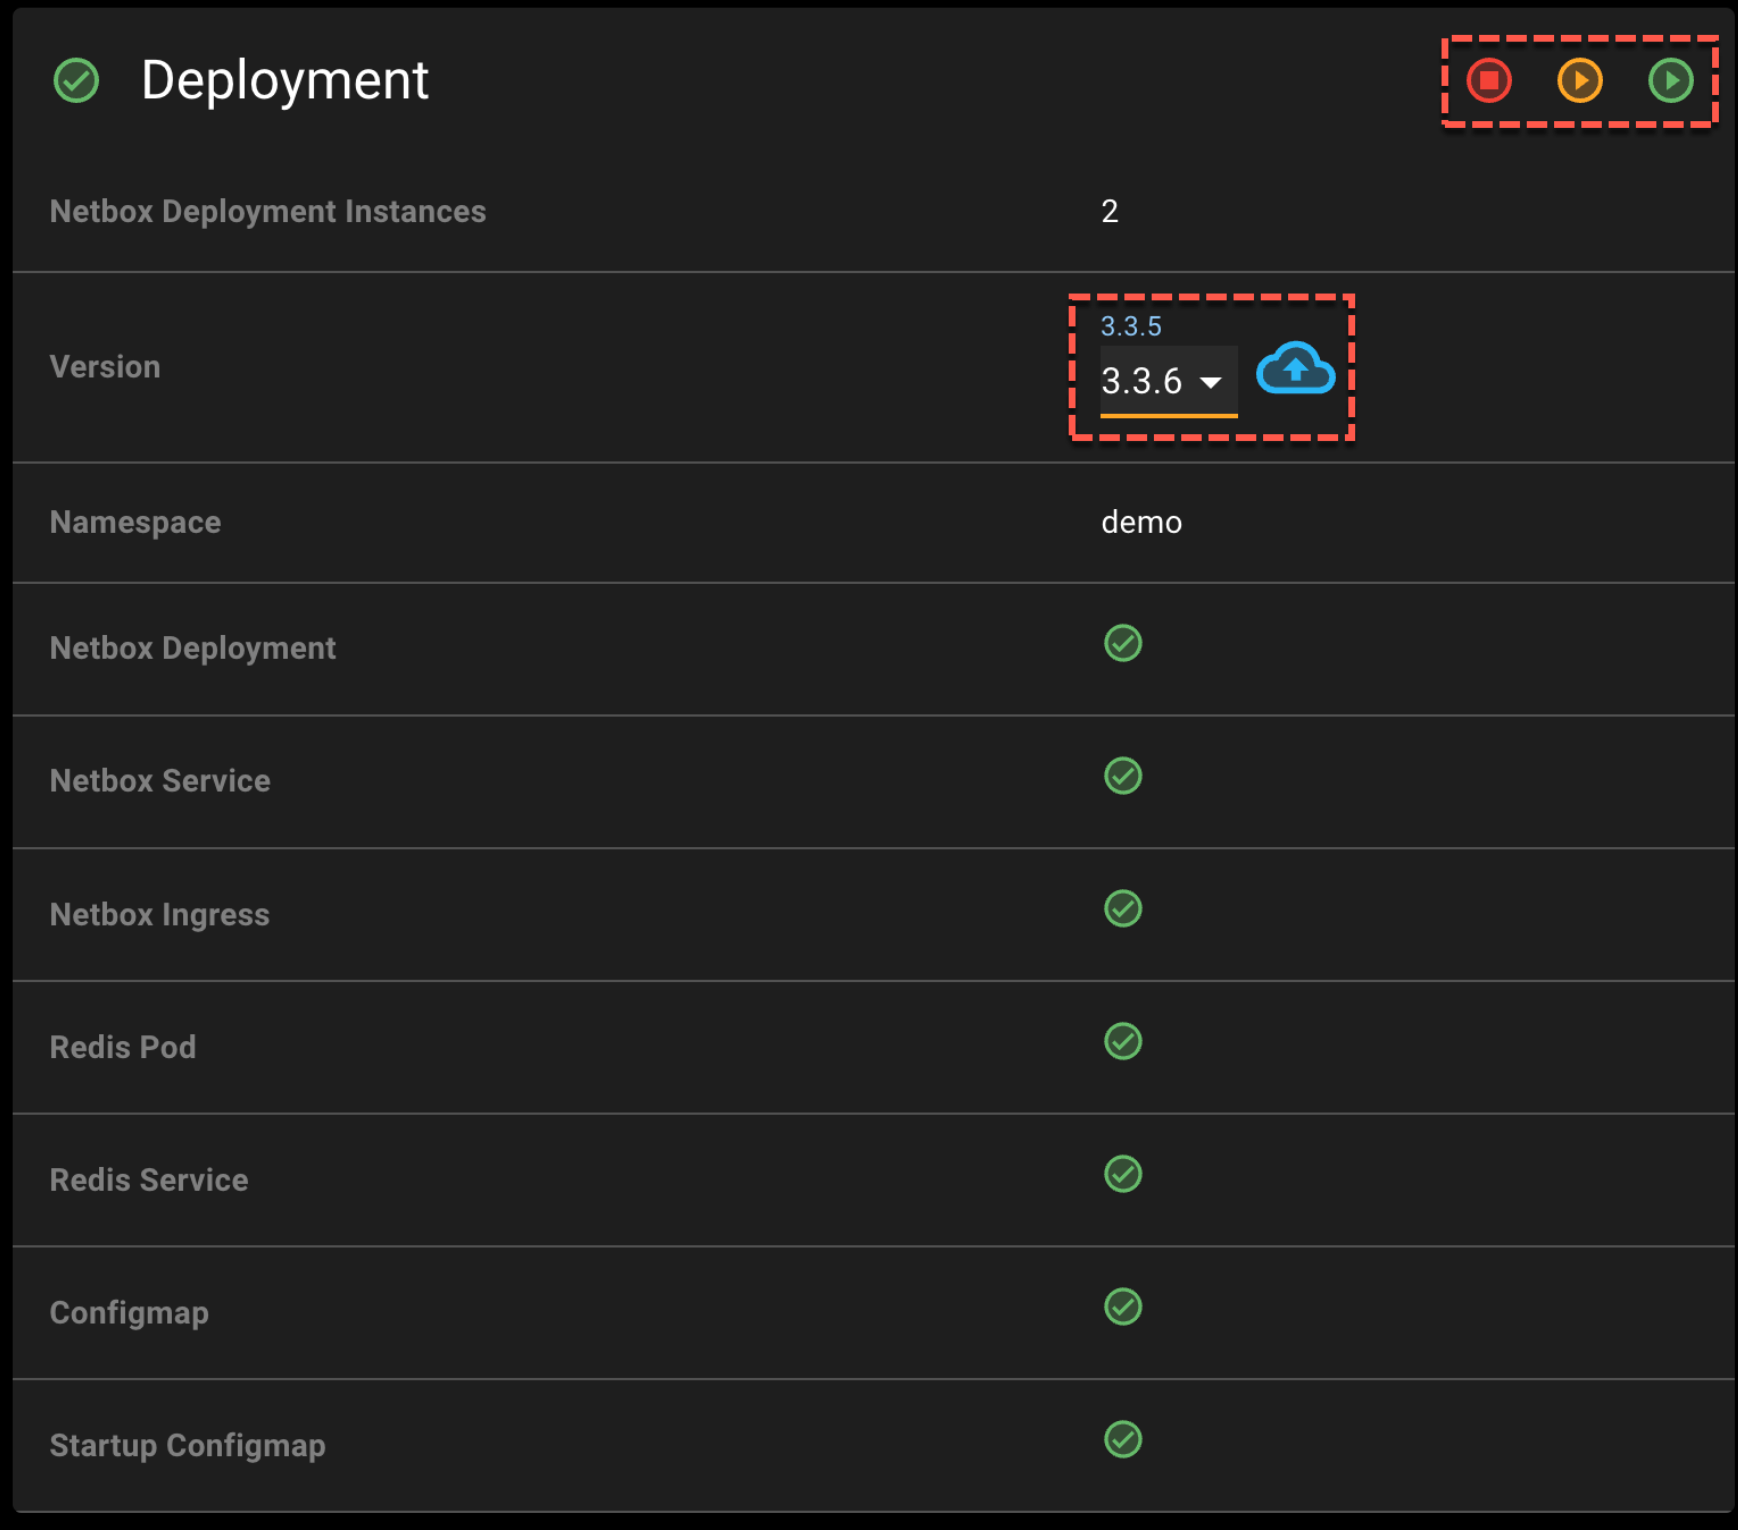 Deployment
Netbox Deployment Instances 2
3.3.5
Version 3.3.6
Namespace demo
Netbox Deployment
Netbox Service
Netbox Ingress
Redis Pod
Redis Service
Configmap
Startup Configmap